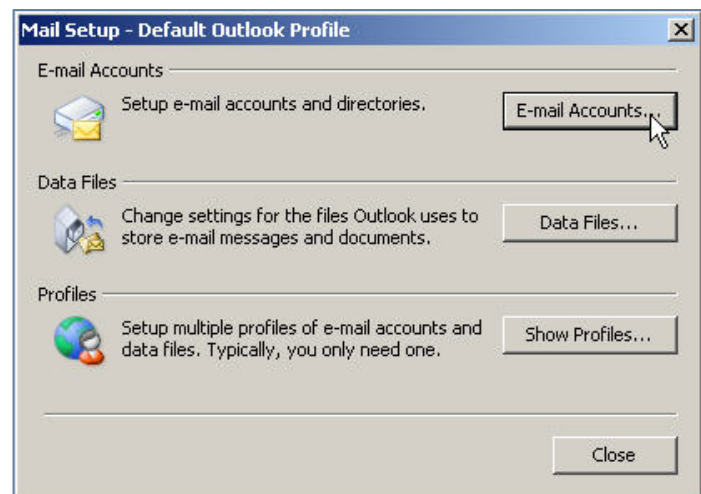 Mail Setup - Default Outlook Profile
E-mail Accounts
Setup e-mail accounts and directories.
E-mail Accounts...
Data Files
Change settings for the files Outlook uses to
store e-mail messages and documents.
Data Files...
Profiles
Setup multiple profiles of e-mail accounts and
data files. Typically, you only need one.
Show Profiles...
Close